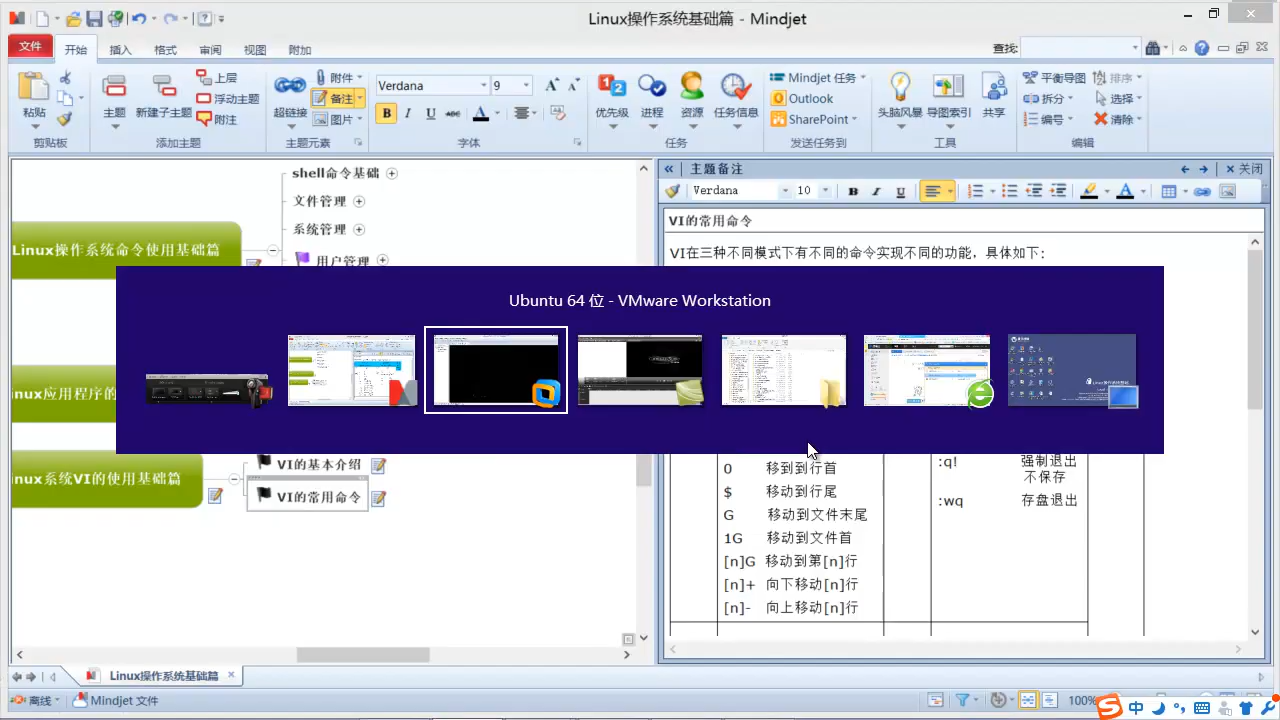 Linux操作系统基础篇 - Mindjet
文件 开始 插入 格式 审阅 视图 附加
查找:
粘贴
剪贴板
主题 新建子主题
上层
浮动主题
附注
添加主题
超链接
附件
备注
图片
主题元素
Verdana 9
B I U abc A
字体
优先级 进程 资源 任务信息
任务
Mindjet 任务
Outlook
SharePoint
发送任务到
头脑风暴 导图索引 共享
工具
平衡导图 排序
拆分 选择
编号 清除
编辑
shell命令基础
文件管理
系统管理
用户管理
Linux操作系统命令使用基础篇
inux应用程序的
inux系统VI的使用基础篇
VI的基本介绍
VI的常用命令
主题备注 关闭
Verdana 10 B I U A
VI的常用命令
VI在三种不同模式下有不同的命令实现不同的功能，具体如下：
Ubuntu 64 位 - VMware Workstation
0 移到到行首
$ 移动到行尾
G 移动到文件末尾
1G 移动到文件首
[n]G 移动到第[n]行
[n]+ 向下移动[n]行
[n]- 向上移动[n]行
:q! 强制退出
不保存
:wq 存盘退出
Linux操作系统基础篇
离线 Mindjet 文件
100%
中